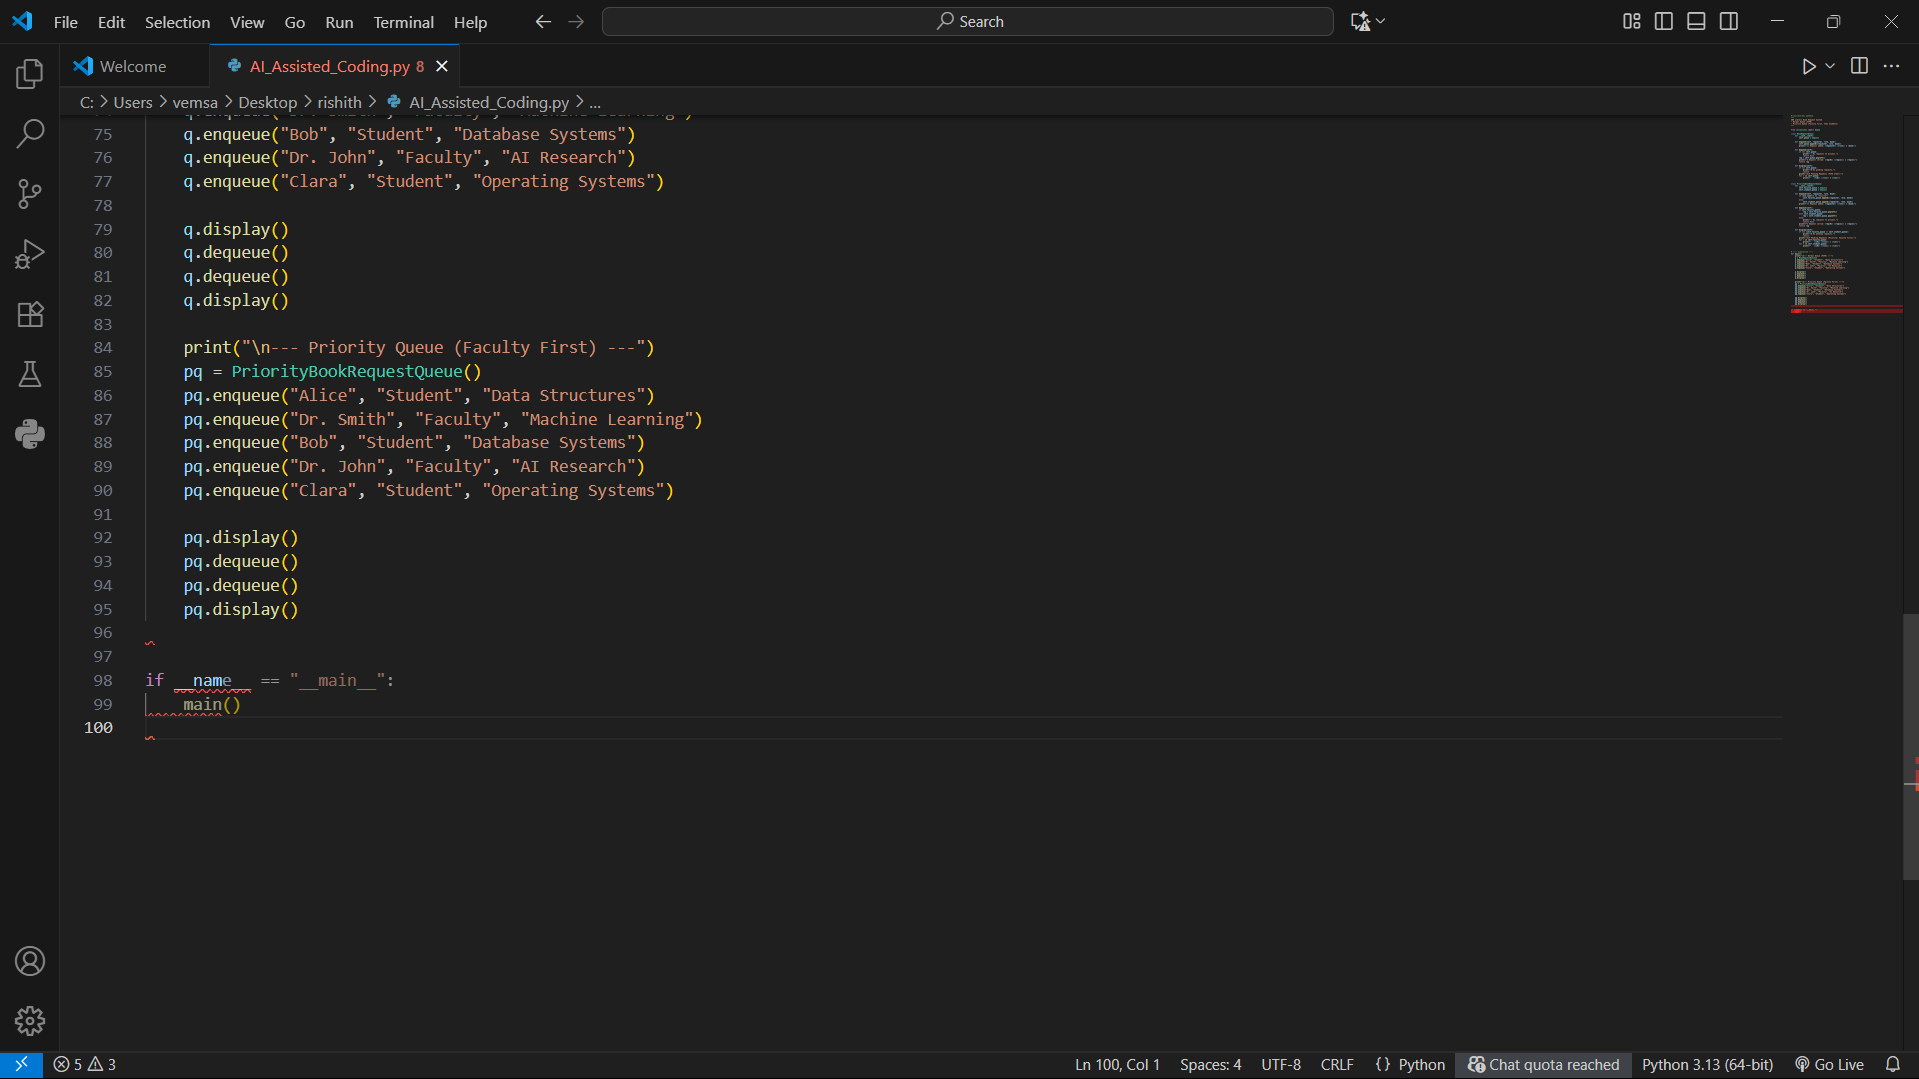 File Edit Selection View Go Run Terminal Help
Search
Welcome
AI_Assisted_Coding.py 8
C: > Users > vemsa > Desktop > rishith > AI_Assisted_Coding.py > ...
75 q.enqueue("Bob", "Student", "Database Systems")
76 q.enqueue("Dr. John", "Faculty", "AI Research")
77 q.enqueue("Clara", "Student", "Operating Systems")
78
79 q.display()
80 q.dequeue()
81 q.dequeue()
82 q.display()
83
84 print("\n--- Priority Queue (Faculty First) ---")
85 pq = PriorityBookRequestQueue()
86 pq.enqueue("Alice", "Student", "Data Structures")
87 pq.enqueue("Dr. Smith", "Faculty", "Machine Learning")
88 pq.enqueue("Bob", "Student", "Database Systems")
89 pq.enqueue("Dr. John", "Faculty", "AI Research")
90 pq.enqueue("Clara", "Student", "Operating Systems")
91
92 pq.display()
93 pq.dequeue()
94 pq.dequeue()
95 pq.display()
96
97
98 if __name__ == "__main__":
99 main()
100
5 3 Ln 100, Col 1 Spaces: 4 UTF-8 CRLF {} Python Chat quota reached Python 3.13 (64-bit) Go Live